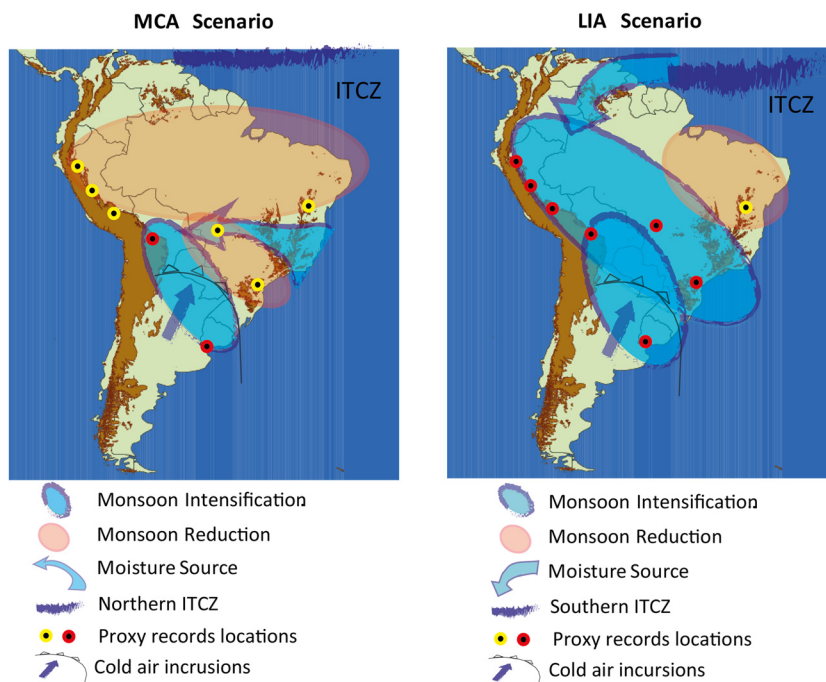 MCA Scenario
ITCZ
Monsoon Intensification.
Monsoon Reduction
Moisture Source
Northern ITCZ
Proxy records locations
Cold air incrusions
LIA Scenario
ITCZ
Monsoon Intensification.
Monsoon Reduction
Moisture Source
Southern ITCZ
Proxy records locations
Cold air incursions